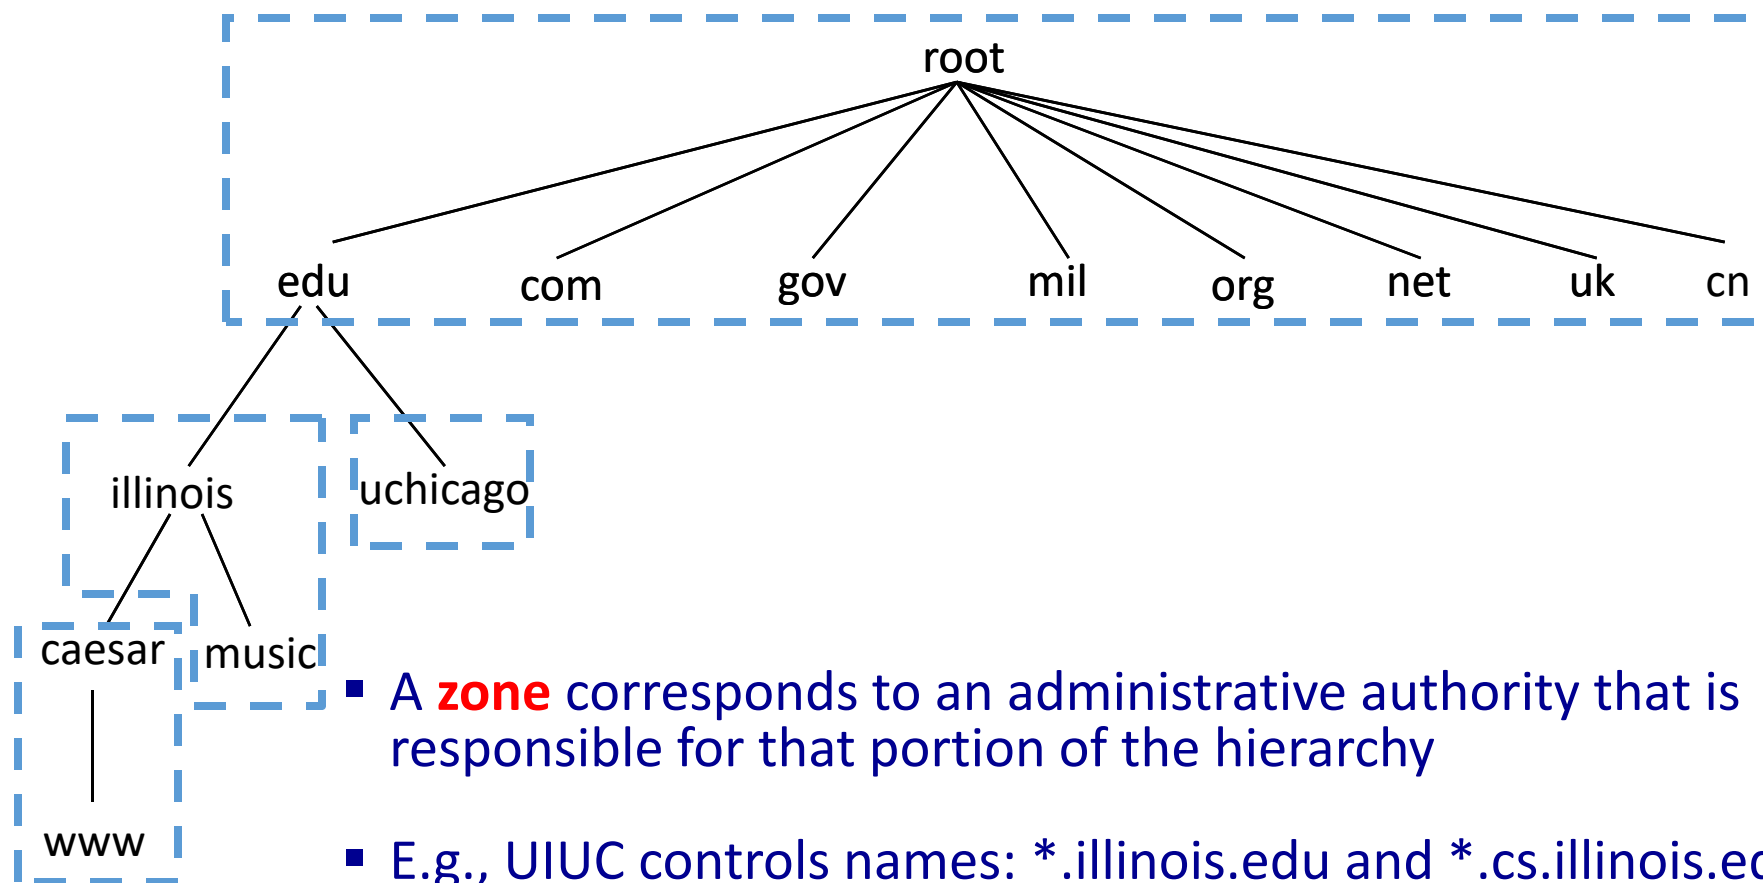 root
edu com gov mil org net uk cn
illinois uchicago
caesar music
www
▪ A zone corresponds to an administrative authority that is
responsible for that portion of the hierarchy
▪ E.g., UIUC controls names: *.illinois.edu and *.cs.illinois.ed